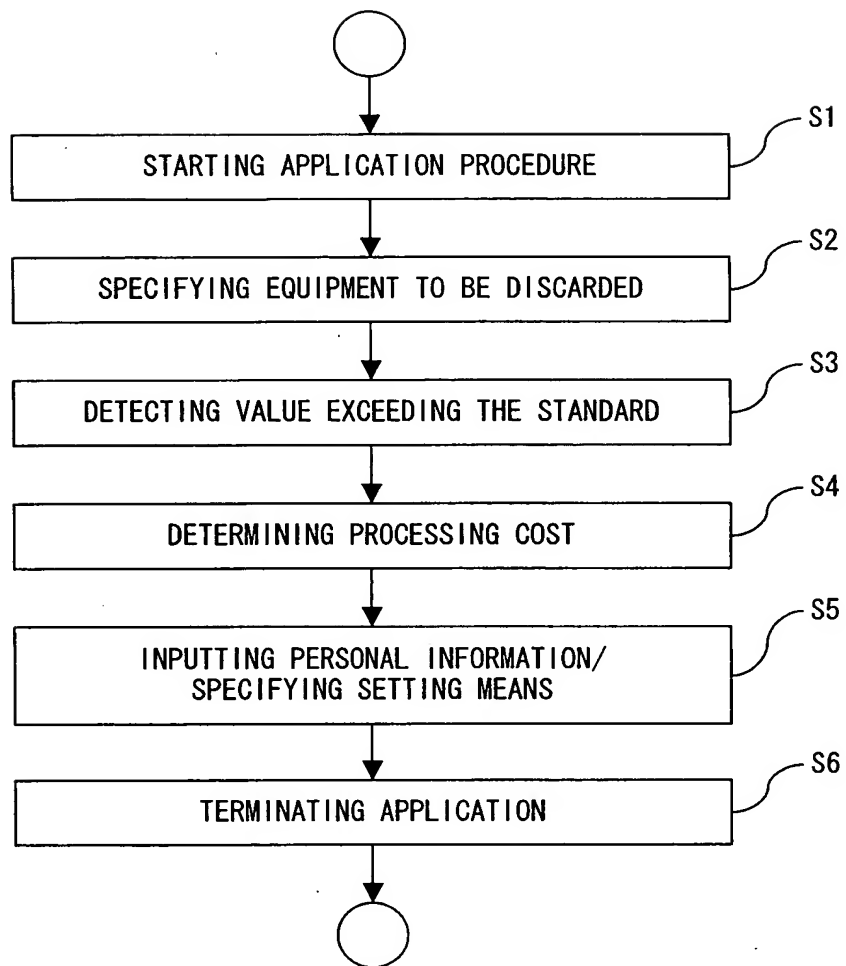 S1
STARTING APPLICATION PROCEDURE
S2
SPECIFYING EQUIPMENT TO BE DISCARDED
S3
DETECTING VALUE EXCEEDING THE STANDARD
S4
DETERMINING PROCESSING COST
S5
INPUTTING PERSONAL INFORMATION/
SPECIFYING SETTING MEANS
S6
TERMINATING APPLICATION